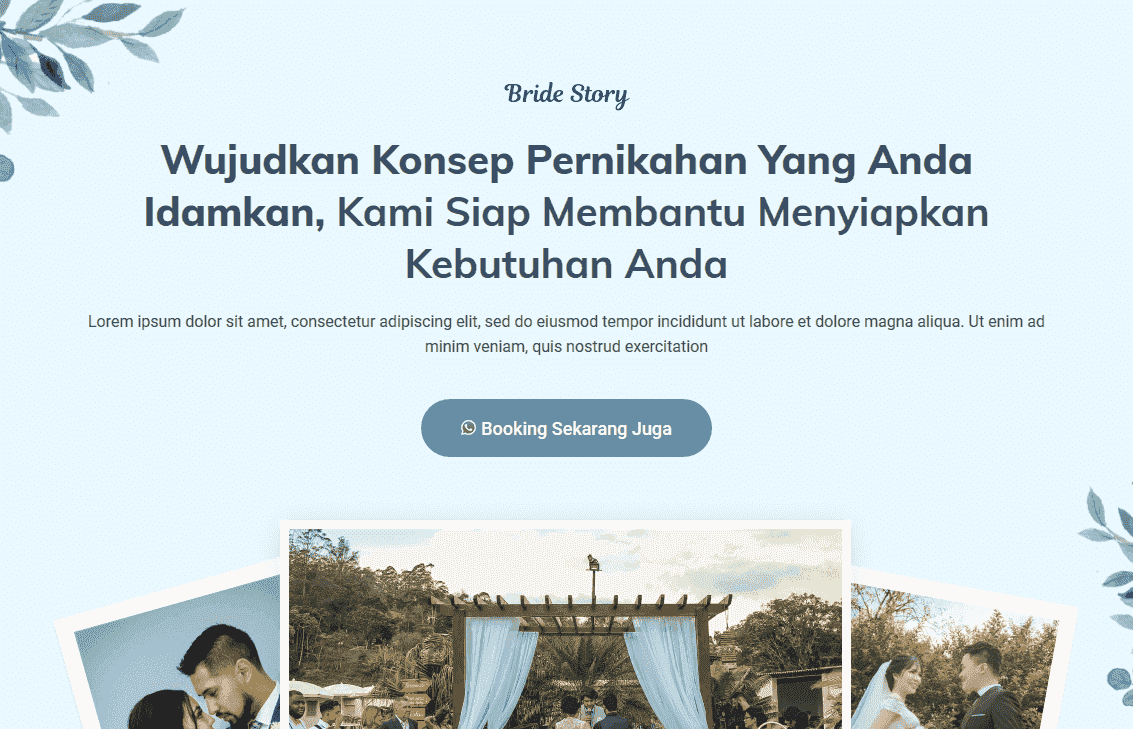 Bride Story
Wujudkan Konsep Pernikahan Yang Anda
Idamkan, Kami Siap Membantu Menyiapkan
Kebutuhan Anda
Lorem ipsum dolor sit amet, consectetur adipiscing elit, sed do eiusmod tempor incididunt ut labore et dolore magna aliqua. Ut enim ad
minim veniam, quis nostrud exercitation
Booking Sekarang Juga